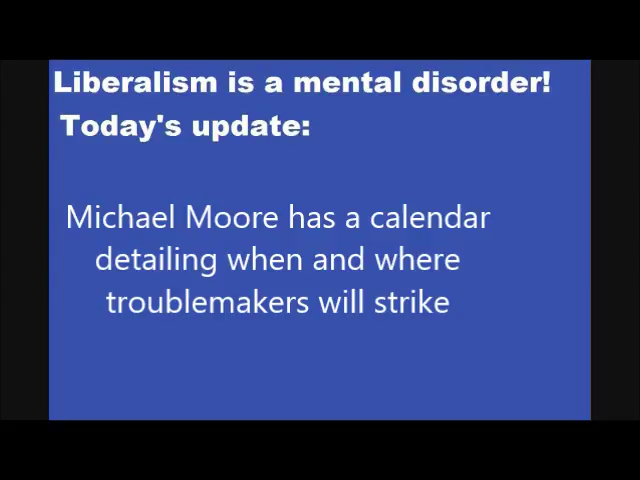 Liberalism is a mental disorder!
Today's update:
Michael Moore has a calendar
detailing when and where
troublemakers will strike